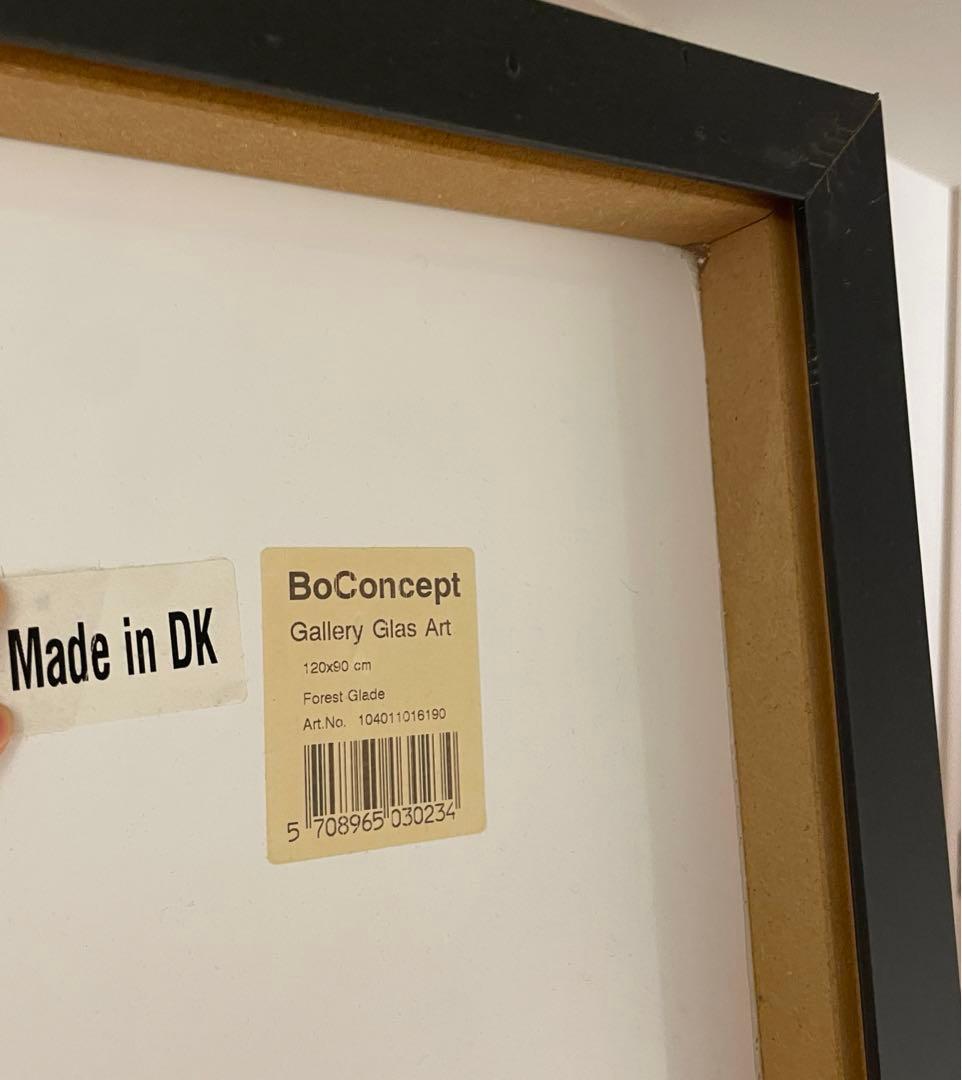 Made in DK
BoConcept
Gallery Glas Art
120x90 cm
Forest Glade
Art.No. 104011016190
5 708965 030234